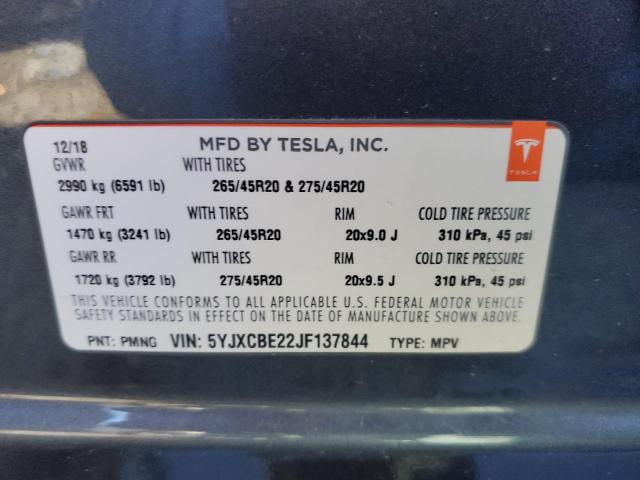 12/18 MFD BY TESLA, INC.
GVWR WITH TIRES
2990 kg (6591 lb) 265/45R20 & 275/45R20
GAWR FRT WITH TIRES RIM COLD TIRE PRESSURE
1470 kg (3241 lb) 265/45R20 20x9.0 J 310 kPa, 45 psi
GAWR RR WITH TIRES RIM COLD TIRE PRESSURE
1720 kg (3792 lb) 275/45R20 20x9.5 J 310 kPa, 45 psi
THIS VEHICLE CONFORMS TO ALL APPLICABLE U.S. FEDERAL MOTOR VEHICLE
SAFETY STANDARDS IN EFFECT ON THE DATE OF MANUFACTURE SHOWN ABOVE.
PNT: PMNG VIN: 5YJXCBE22JF137844 TYPE: MPV
TESLA